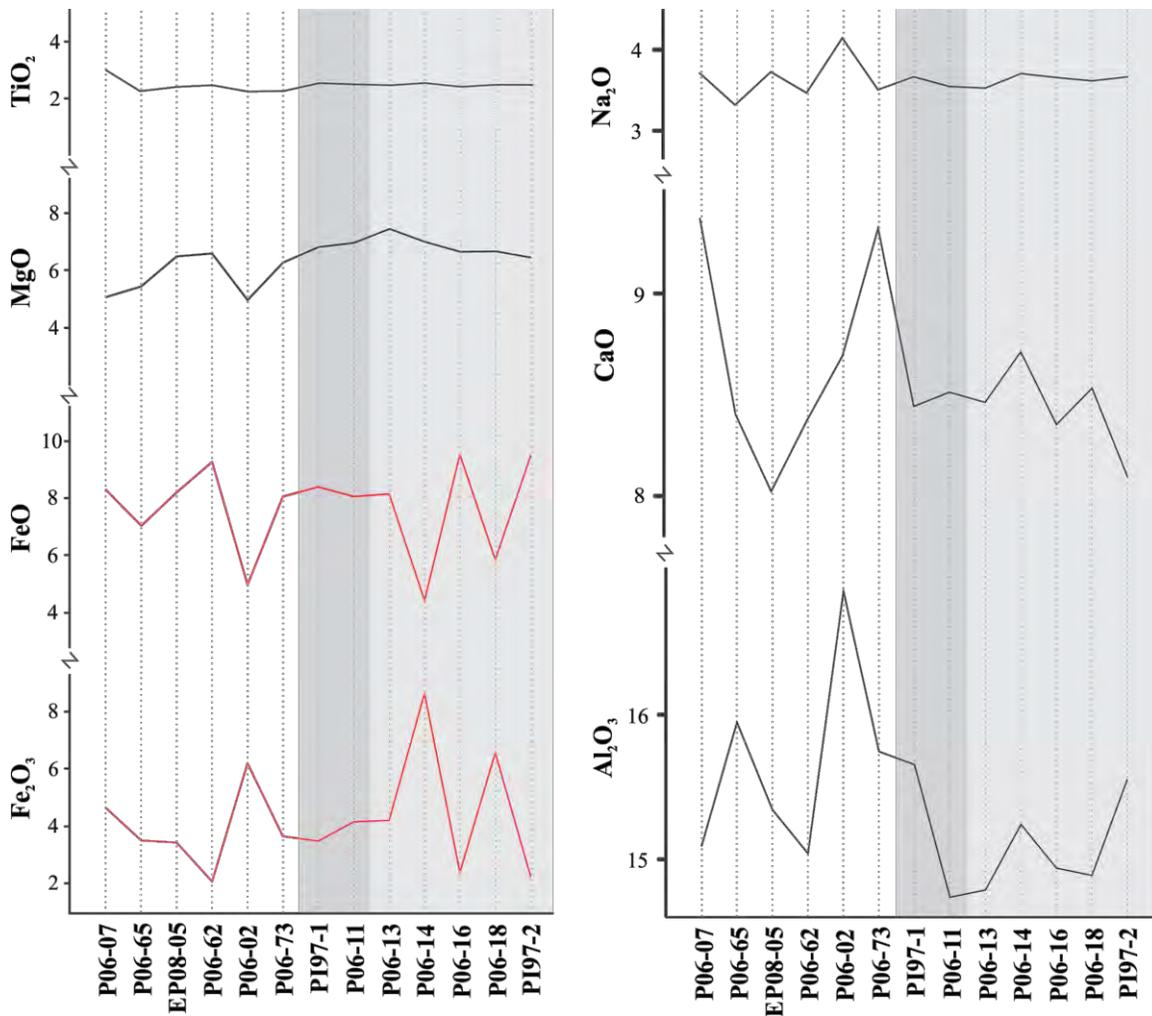 TiO₂
4
2
MgO
8
6
4
FeO
10
8
6
4
Fe₂O₃
8
6
4
2
P06-07
P06-65
EP08-05
P06-62
P06-02
P06-73
PI97-1
P06-11
P06-13
P06-14
P06-16
P06-18
PI97-2
Na₂O
4
3
CaO
9
8
Al₂O₃
16
15
P06-07
P06-65
EP08-05
P06-62
P06-02
P06-73
PI97-1
P06-11
P06-13
P06-14
P06-16
P06-18
PI97-2